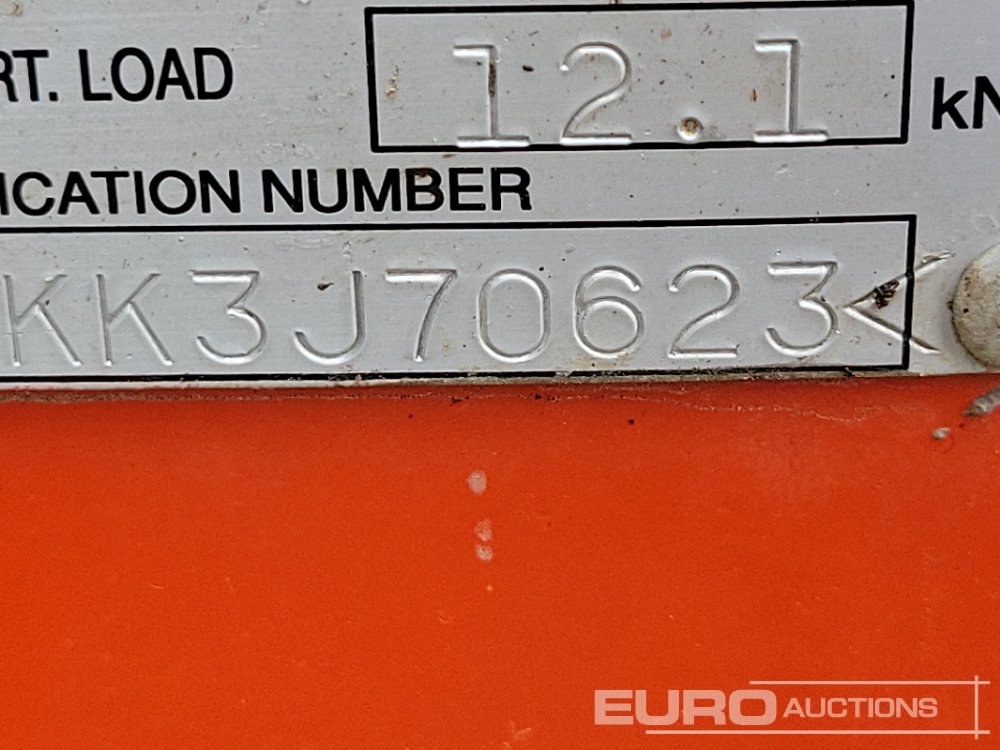 RT. LOAD 12.1 kN
ICATION NUMBER
KK3J70623<
EURO AUCTIONS